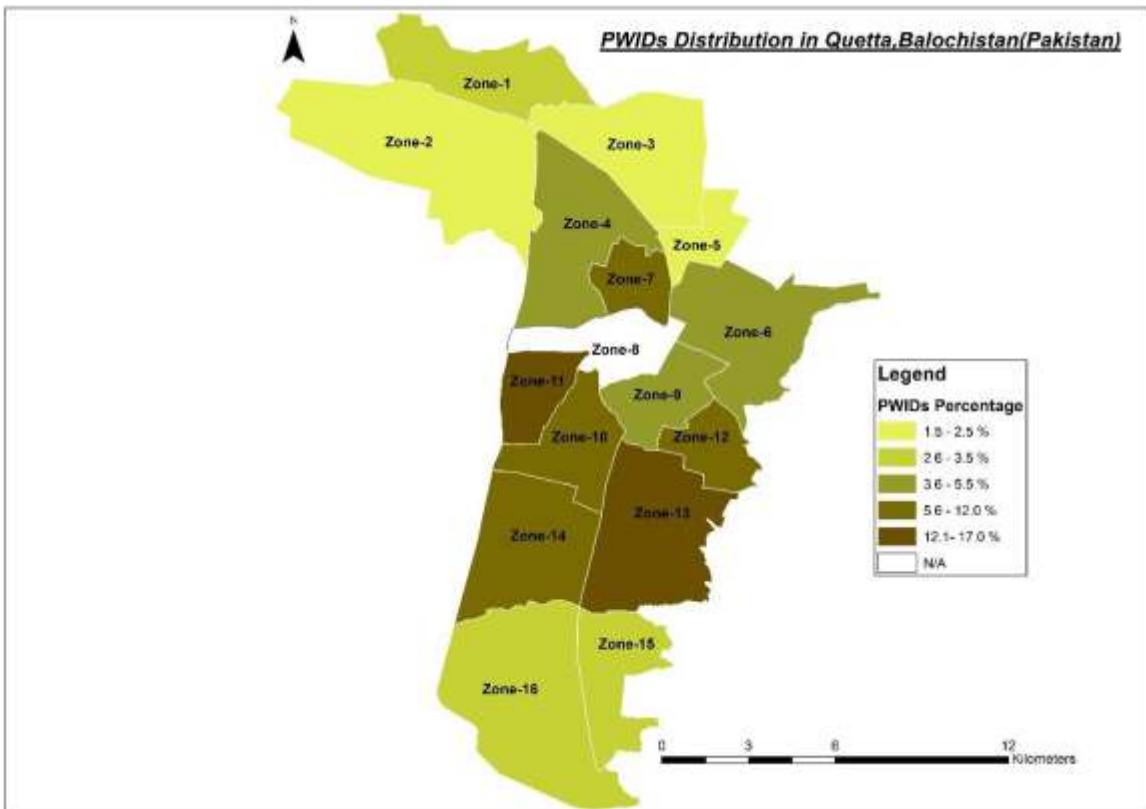 N
PWIDs Distribution in Quetta,Balochistan(Pakistan)
Zone-1
Zone-2
Zone-3
Zone-4
Zone-5
Zone-7
Zone-6
Zone-8
Zone-11
Zone-9
Zone-10
Zone-12
Zone-13
Zone-14
Zone-15
Zone-16
Legend
PWIDs Percentage
1.5 - 2.5 %
2.6 - 3.5 %
3.6 - 5.5 %
5.6 - 12.0 %
12.1- 17.0 %
N/A
0 3 6 12
Kilometers